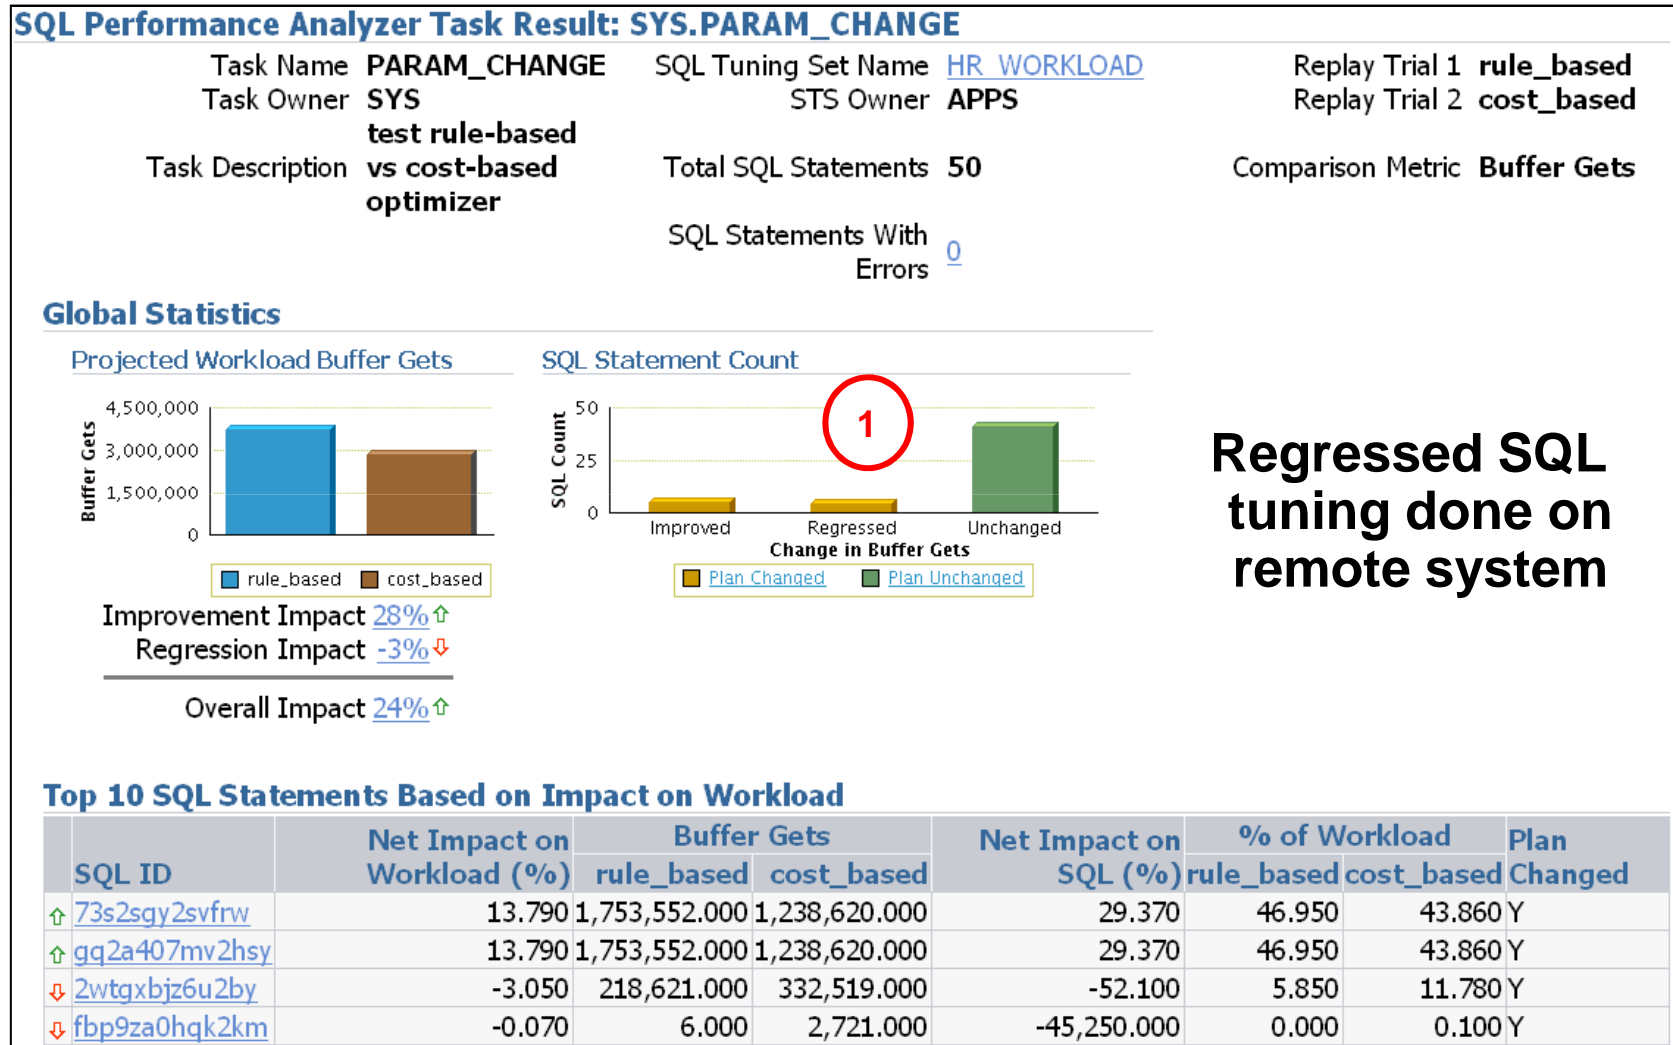 SQL Performance Analyzer Task Result: SYS.PARAM_CHANGE
Task Name PARAM_CHANGE SQL Tuning Set Name HR_WORKLOAD Replay Trial 1 rule_based
Task Owner SYS STS Owner APPS Replay Trial 2 cost_based
Task Description test rule-based
vs cost-based
optimizer
Total SQL Statements 50 Comparison Metric Buffer Gets
SQL Statements With
Errors 0
Global Statistics
Projected Workload Buffer Gets
Buffer Gets
4,500,000
3,000,000
1,500,000
0
rule_based cost_based
Improvement Impact 28%
Regression Impact -3%
Overall Impact 24%
SQL Statement Count
SQL Count
50
25
0
1
Improved Regressed Unchanged
Change in Buffer Gets
Plan Changed Plan Unchanged
Regressed SQL
tuning done on
remote system
Top 10 SQL Statements Based on Impact on Workload
SQL ID Net Impact on Workload (%) Buffer Gets rule_based cost_based Net Impact on SQL (%) % of Workload rule_based cost_based Plan Changed
73s2sgy2svfrw 13.790 1,753,552.000 1,238,620.000 29.370 46.950 43.860 Y
gq2a407mv2hsy 13.790 1,753,552.000 1,238,620.000 29.370 46.950 43.860 Y
2wtgxbjz6u2by -3.050 218,621.000 332,519.000 -52.100 5.850 11.780 Y
fbp9za0hqk2km -0.070 6.000 2,721.000 -45,250.000 0.000 0.100 Y